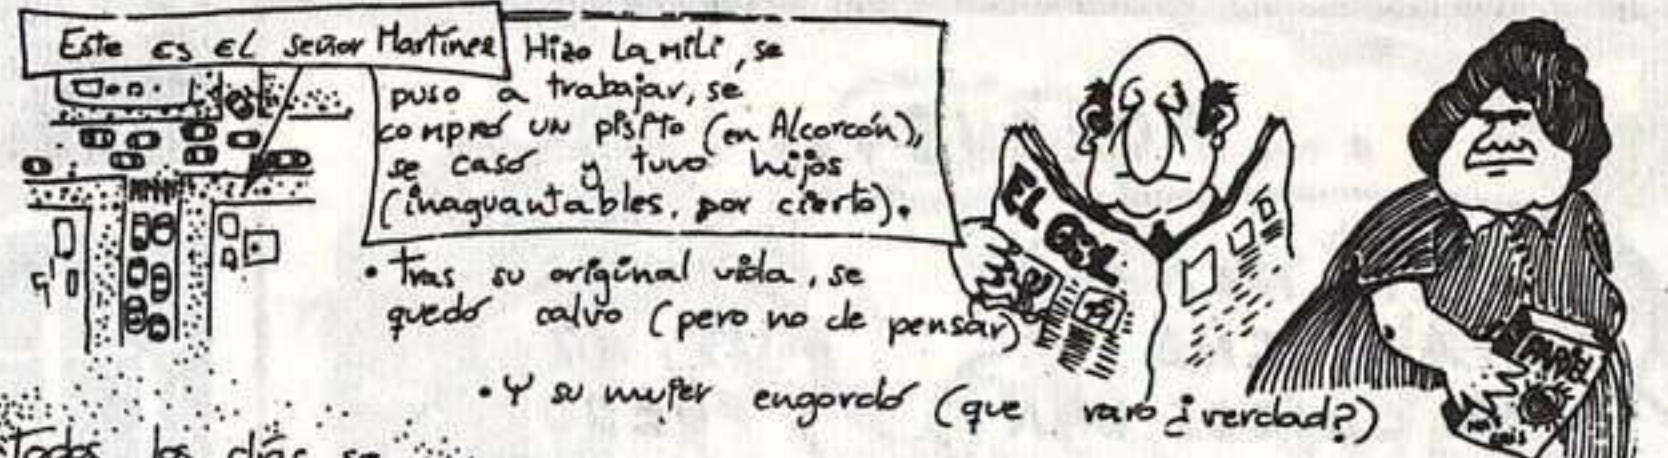 Este es el señor Martínez
Hizo la mili, se
puso a trabajar, se
compró un pisito (en Alcorcón),
se casó y tuvo hijos
(inaguantables, por cierto).
• Tras su original vida, se
quedó calvo (pero no de pensar)
• Y su mujer engordó (que raro ¿verdad?)
EL GOL
PAPEL
Todos los días se